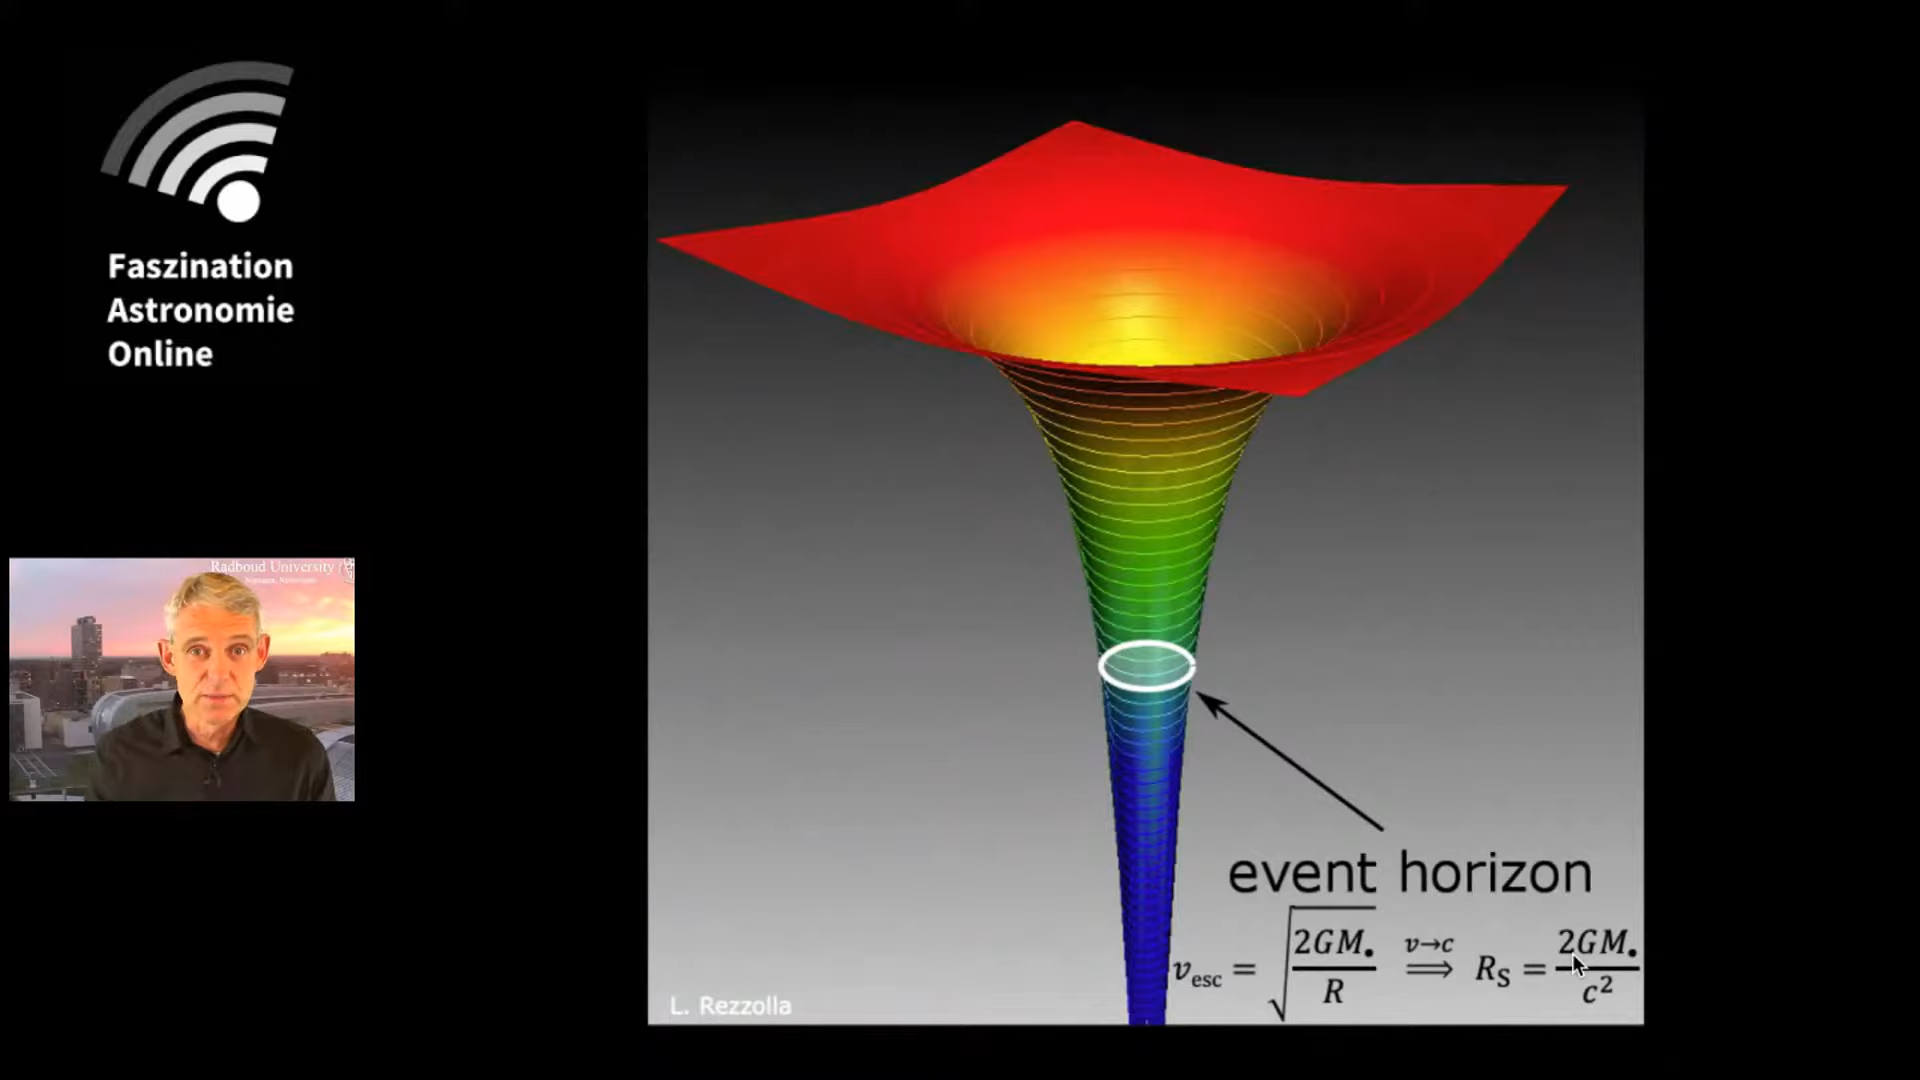 Faszination
Astronomie
Online
Radboud University
event horizon
v_esc = √(2GM• / R) ⟹ (v→c) R_S = 2GM• / c²
L. Rezzolla